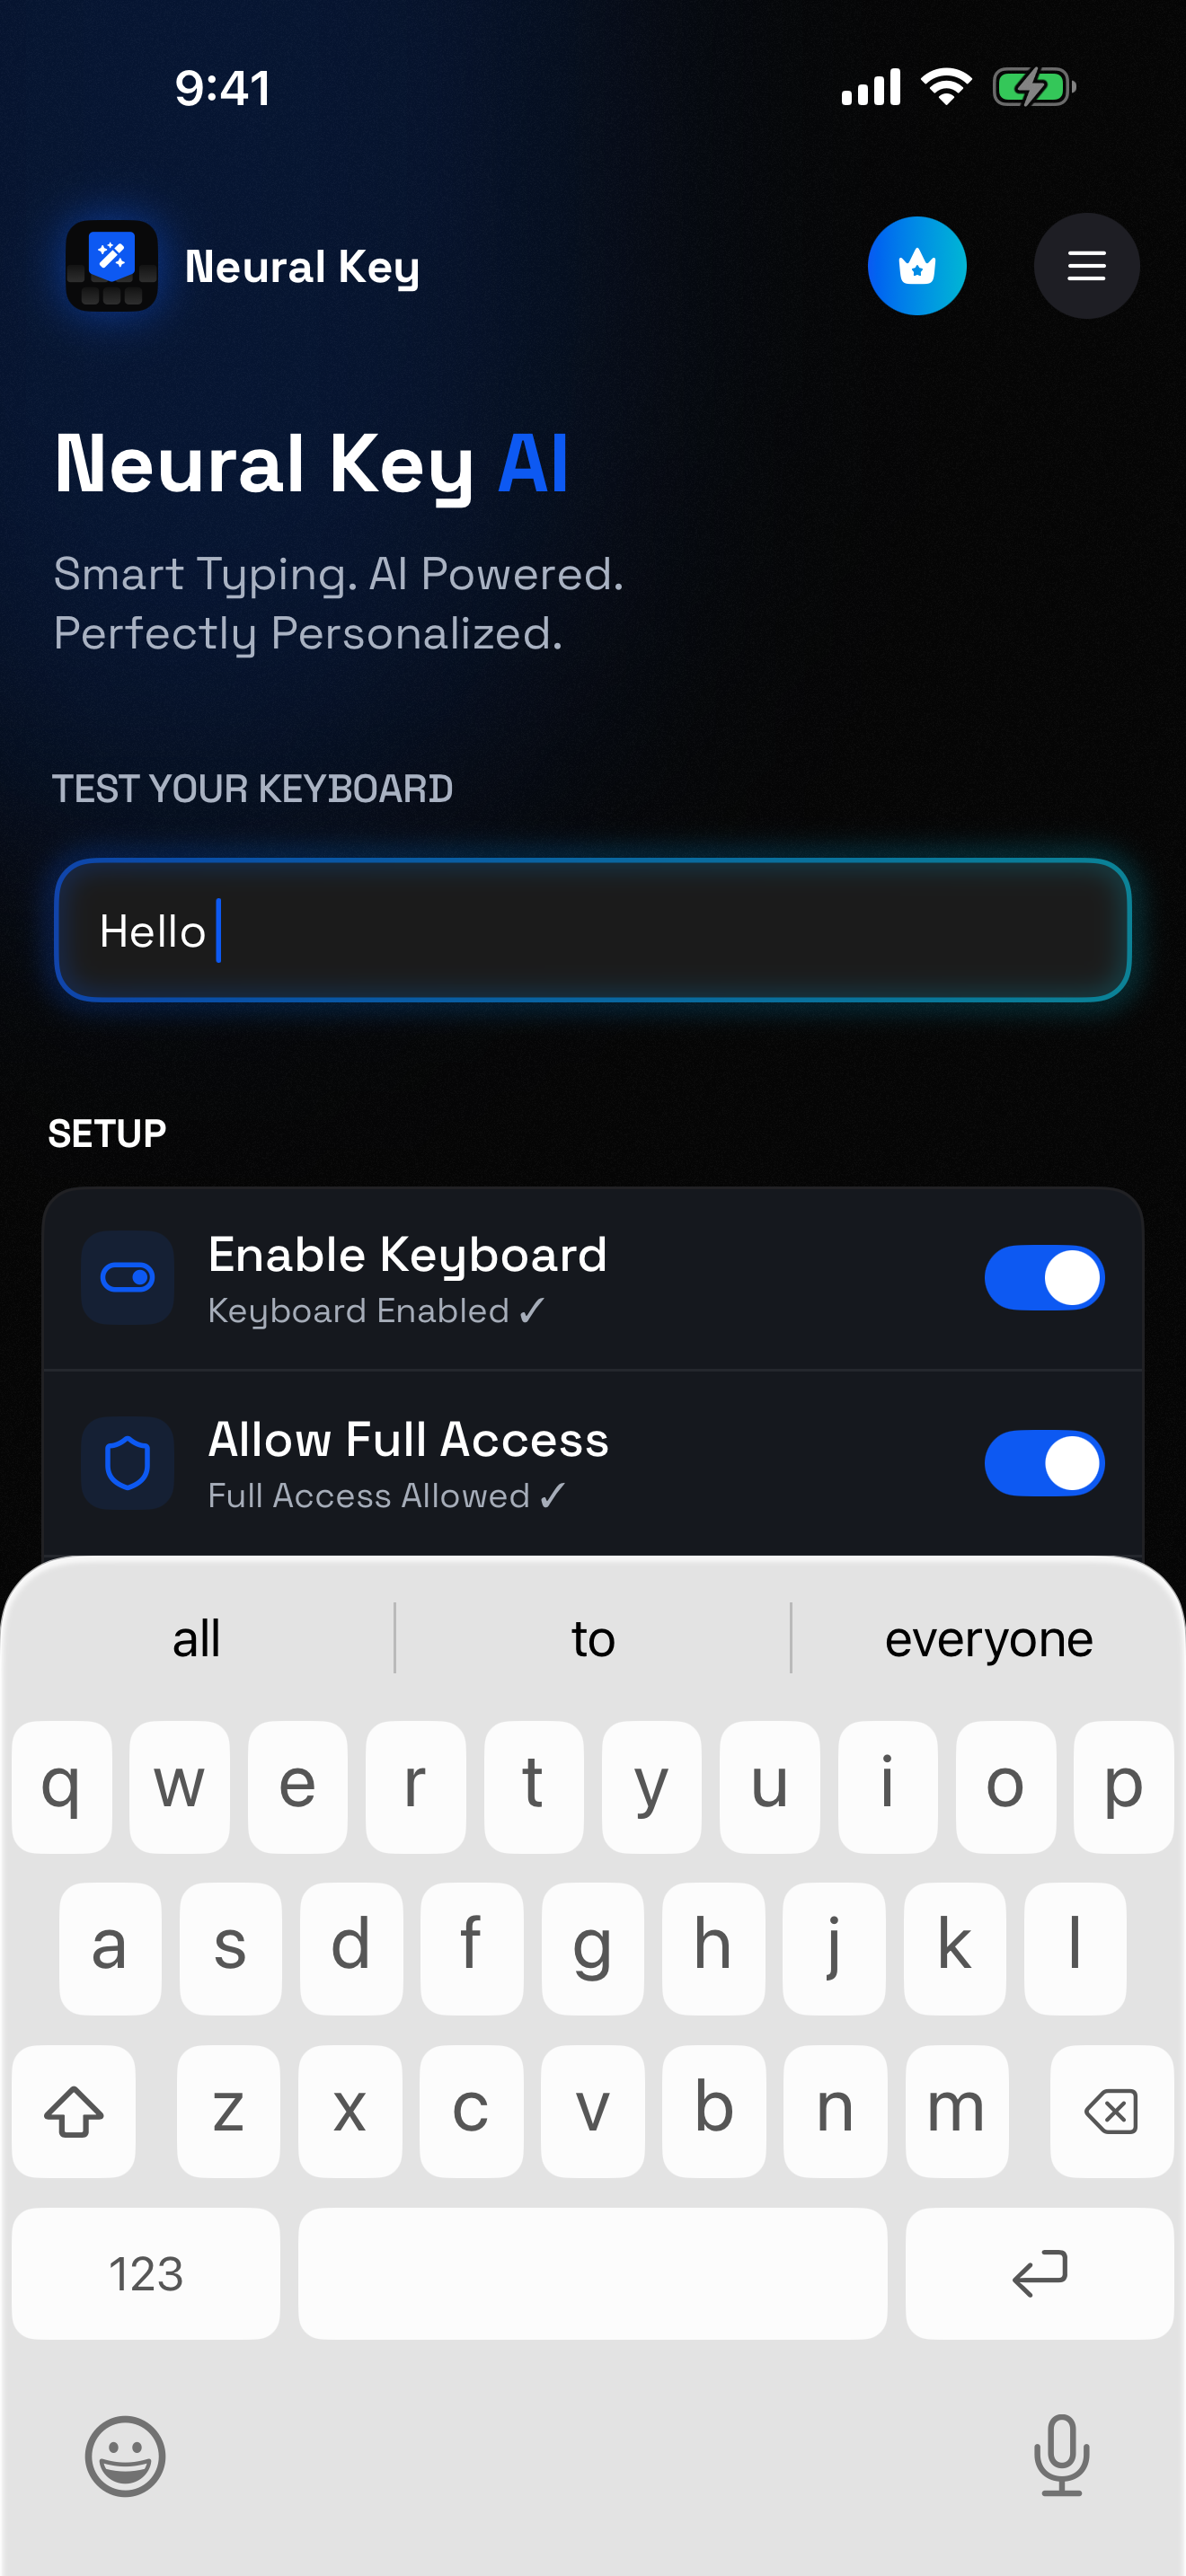 9:41
Neural Key
Neural Key AI
Smart Typing. AI Powered.
Perfectly Personalized.
TEST YOUR KEYBOARD
Hello
SETUP
Enable Keyboard
Keyboard Enabled ✓
Allow Full Access
Full Access Allowed ✓
all to everyone
q w e r t y u i o p
a s d f g h j k l
z x c v b n m
123